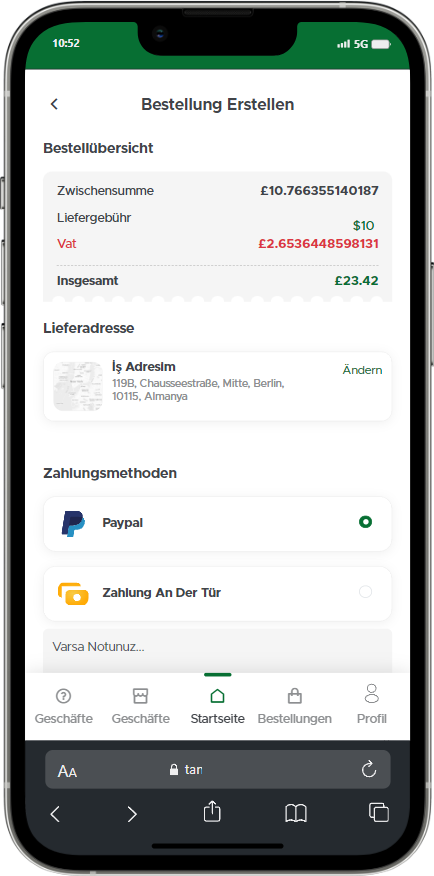 10:52
5G
Bestellung Erstellen
Bestellübersicht
Zwischensumme £10.766355140187
Liefergebühr $10
Vat £2.6536448598131
Insgesamt £23.42
Lieferadresse
İş Adresim Ändern
119B, Chausseestraße, Mitte, Berlin,
10115, Almanya
Zahlungsmethoden
Paypal
Zahlung An Der Tür
Varsa Notunuz...
Geschäfte Geschäfte Startseite Bestellungen Profil
AA tan